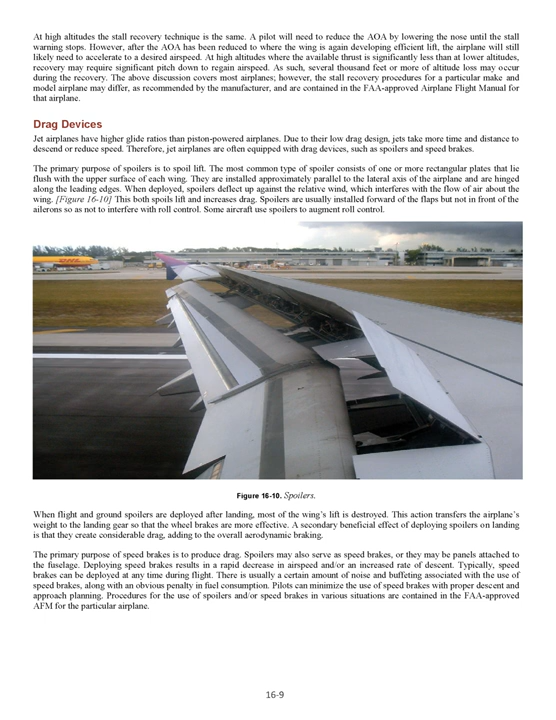 At high altitudes the stall recovery technique is the same. A pilot will need to reduce the AOA by lowering the nose until the stall
warning stops. However, after the AOA has been reduced to where the wing is again developing efficient lift, the airplane will still
likely need to accelerate to a desired airspeed. At high altitudes where the available thrust is significantly less than at lower altitudes,
recovery may require significant pitch down to regain airspeed. As such, several thousand feet or more of altitude loss may occur
during the recovery. The above discussion covers most airplanes; however, the stall recovery procedures for a particular make and
model airplane may differ, as recommended by the manufacturer, and are contained in the FAA-approved Airplane Flight Manual for
that airplane.
Drag Devices
Jet airplanes have higher glide ratios than piston-powered airplanes. Due to their low drag design, jets take more time and distance to
descend or reduce speed. Therefore, jet airplanes are often equipped with drag devices, such as spoilers and speed brakes.
The primary purpose of spoilers is to spoil lift. The most common type of spoiler consists of one or more rectangular plates that lie
flush with the upper surface of each wing. They are installed approximately parallel to the lateral axis of the airplane and are hinged
along the leading edges. When deployed, spoilers deflect up against the relative wind, which interferes with the flow of air about the
wing. [Figure 16-10] This both spoils lift and increases drag. Spoilers are usually installed forward of the flaps but not in front of the
ailerons so as not to interfere with roll control. Some aircraft use spoilers to augment roll control.
DHL
Figure 16-10. Spoilers.
When flight and ground spoilers are deployed after landing, most of the wing's lift is destroyed. This action transfers the airplane's
weight to the landing gear so that the wheel brakes are more effective. A secondary beneficial effect of deploying spoilers on landing
is that they create considerable drag, adding to the overall aerodynamic braking.
The primary purpose of speed brakes is to produce drag. Spoilers may also serve as speed brakes, or they may be panels attached to
the fuselage. Deploying speed brakes results in a rapid decrease in airspeed and/or an increased rate of descent. Typically, speed
brakes can be deployed at any time during flight. There is usually a certain amount of noise and buffeting associated with the use of
speed brakes, along with an obvious penalty in fuel consumption. Pilots can minimize the use of speed brakes with proper descent and
approach planning. Procedures for the use of spoilers and/or speed brakes in various situations are contained in the FAA-approved
AFM for the particular airplane.
16-9